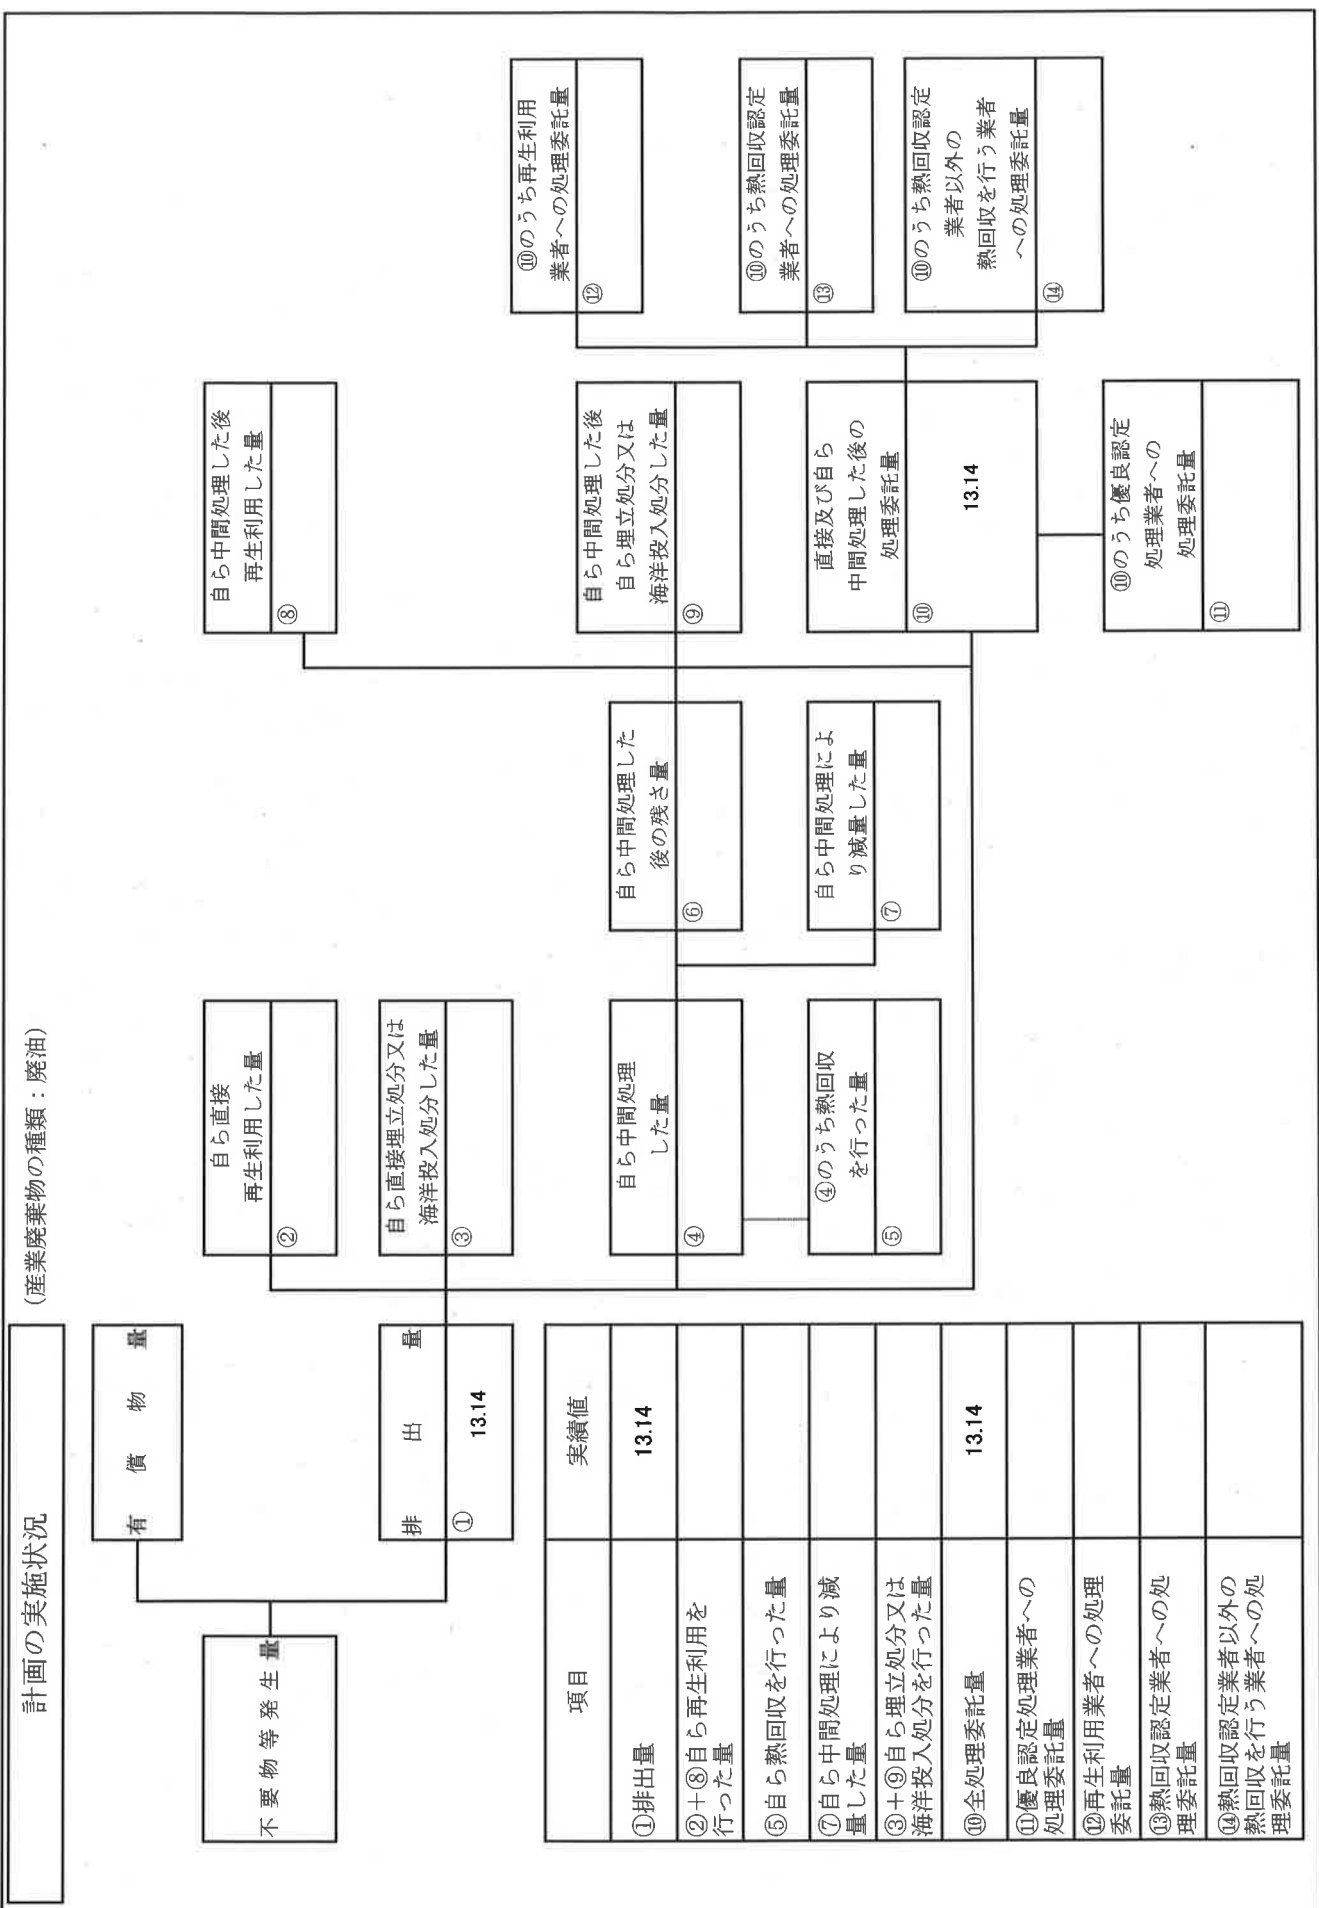 計画の実施状況
(産業廃棄物の種類：廃油)
不要物等発生量
有償物量
排出量
①
13.14
自ら直接
再生利用した量
②
自ら直接埋立処分又は
海洋投入処分した量
③
自ら中間処理
した量
④
④のうち熱回収
を行った量
⑤
自ら中間処理した
後の残さ量
⑥
自ら中間処理によ
り減量した量
⑦
自ら中間処理した後
再生利用した量
⑧
自ら中間処理した後
自ら埋立処分又は
海洋投入処分した量
⑨
直接及び自ら
中間処理した後の
処理委託量
⑩
13.14
⑩のうち優良認定
処理業者への
処理委託量
⑪
⑩のうち再生利用
業者への処理委託量
⑫
⑩のうち熱回収認定
業者への処理委託量
⑬
⑩のうち熱回収認定
業者以外の
熱回収を行う業者
への処理委託量
⑭
項目 実績値
①排出量 13.14
②＋⑧自ら再生利用を
行った量
⑤自ら熱回収を行った量
⑦自ら中間処理により減
量した量
③＋⑨自ら埋立処分又は
海洋投入処分を行った量
⑩全処理委託量 13.14
⑪優良認定処理業者への
処理委託量
⑫再生利用業者への処理
委託量
⑬熱回収認定業者への処
理委託量
⑭熱回収認定業者以外の
熱回収を行う業者への処
理委託量